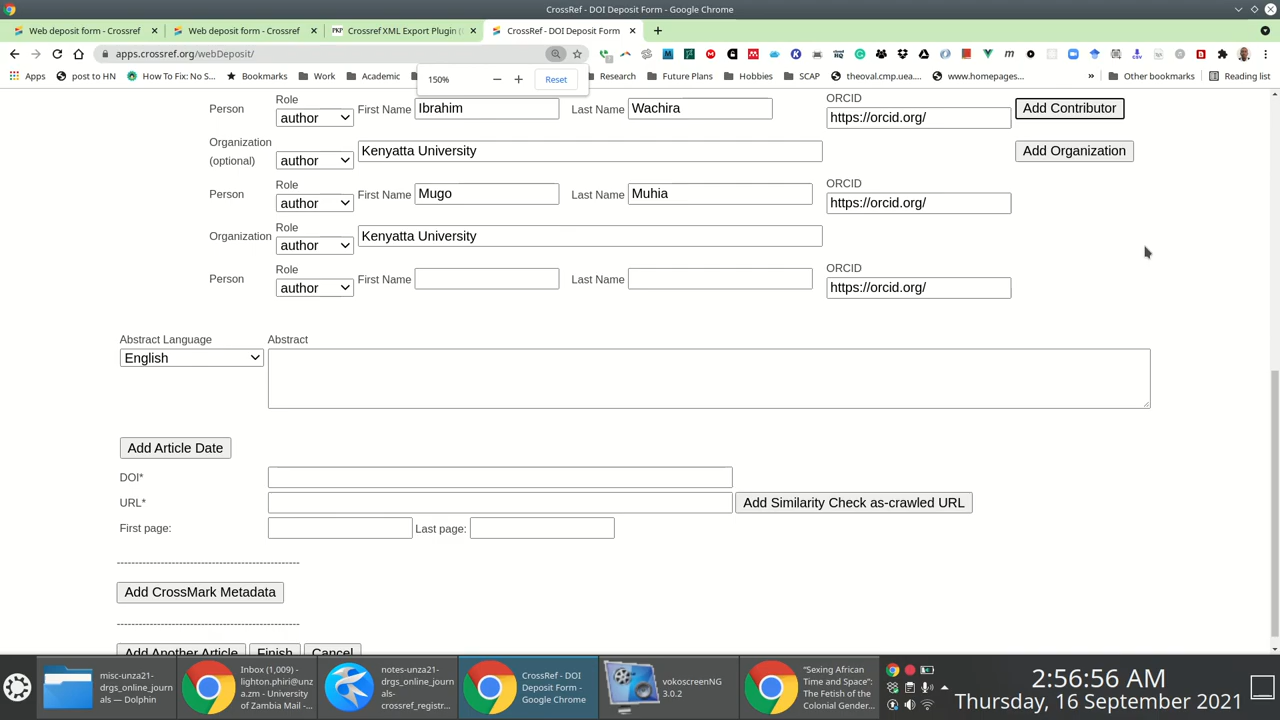 CrossRef - DOI Deposit Form - Google Chrome
Web deposit form - Crossref
Web deposit form - Crossref
Crossref XML Export Plugin (
CrossRef - DOI Deposit Form
apps.crossref.org/webDeposit/
Apps
post to HN
How To Fix: No S...
Bookmarks
Work
Academic
Research
Future Plans
Hobbies
SCAP
theoval.cmp.uea....
www.homepages...
Other bookmarks
Reading list
150%
Reset
Person
Role
author
First Name
Ibrahim
Last Name
Wachira
ORCID
https://orcid.org/
Add Contributor
Organization
(optional)
author
Kenyatta University
Add Organization
Person
Role
author
First Name
Mugo
Last Name
Muhia
ORCID
https://orcid.org/
Organization
Role
author
Kenyatta University
Person
Role
author
First Name
Last Name
ORCID
https://orcid.org/
Abstract Language
English
Abstract
Add Article Date
DOI*
URL*
Add Similarity Check as-crawled URL
First page:
Last page:
--------------------------------------------------
Add CrossMark Metadata
--------------------------------------------------
Add Another Article
Finish
Cancel
misc-unza21-
drgs_online_journ
als — Dolphin
Inbox (1,009) -
lighton.phiri@unz
a.zm - University
of Zambia Mail -...
notes-unza21-
drgs_online_jour
nals-
crossref_registr...
CrossRef - DOI
Deposit Form -
Google Chrome
vokoscreenNG
3.0.2
"Sexing African
Time and Space":
The Fetish of the
Colonial Gender...
2:56:56 AM
Thursday, 16 September 2021